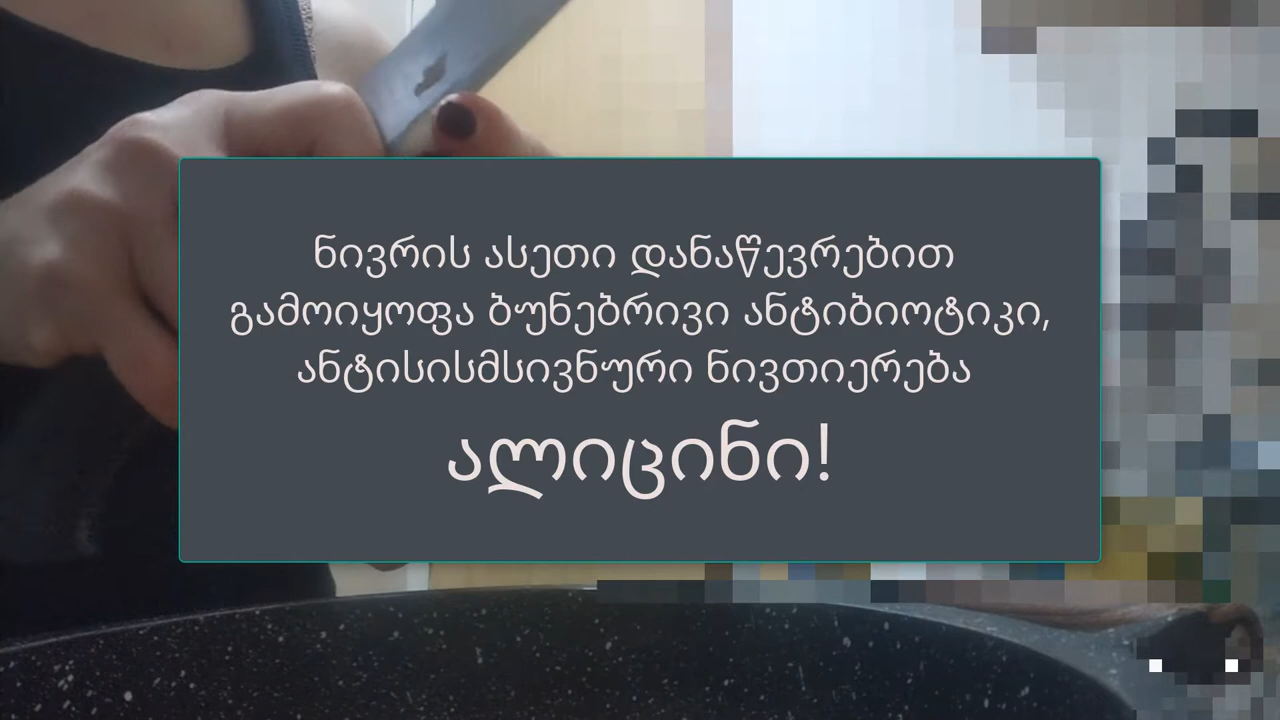 ნივრის ასეთი დანაწევრებით
გამოიყოფა ბუნებრივი ანტიბიოტიკი,
ანტისისმსივნური ნივთიერება
ალიცინი!